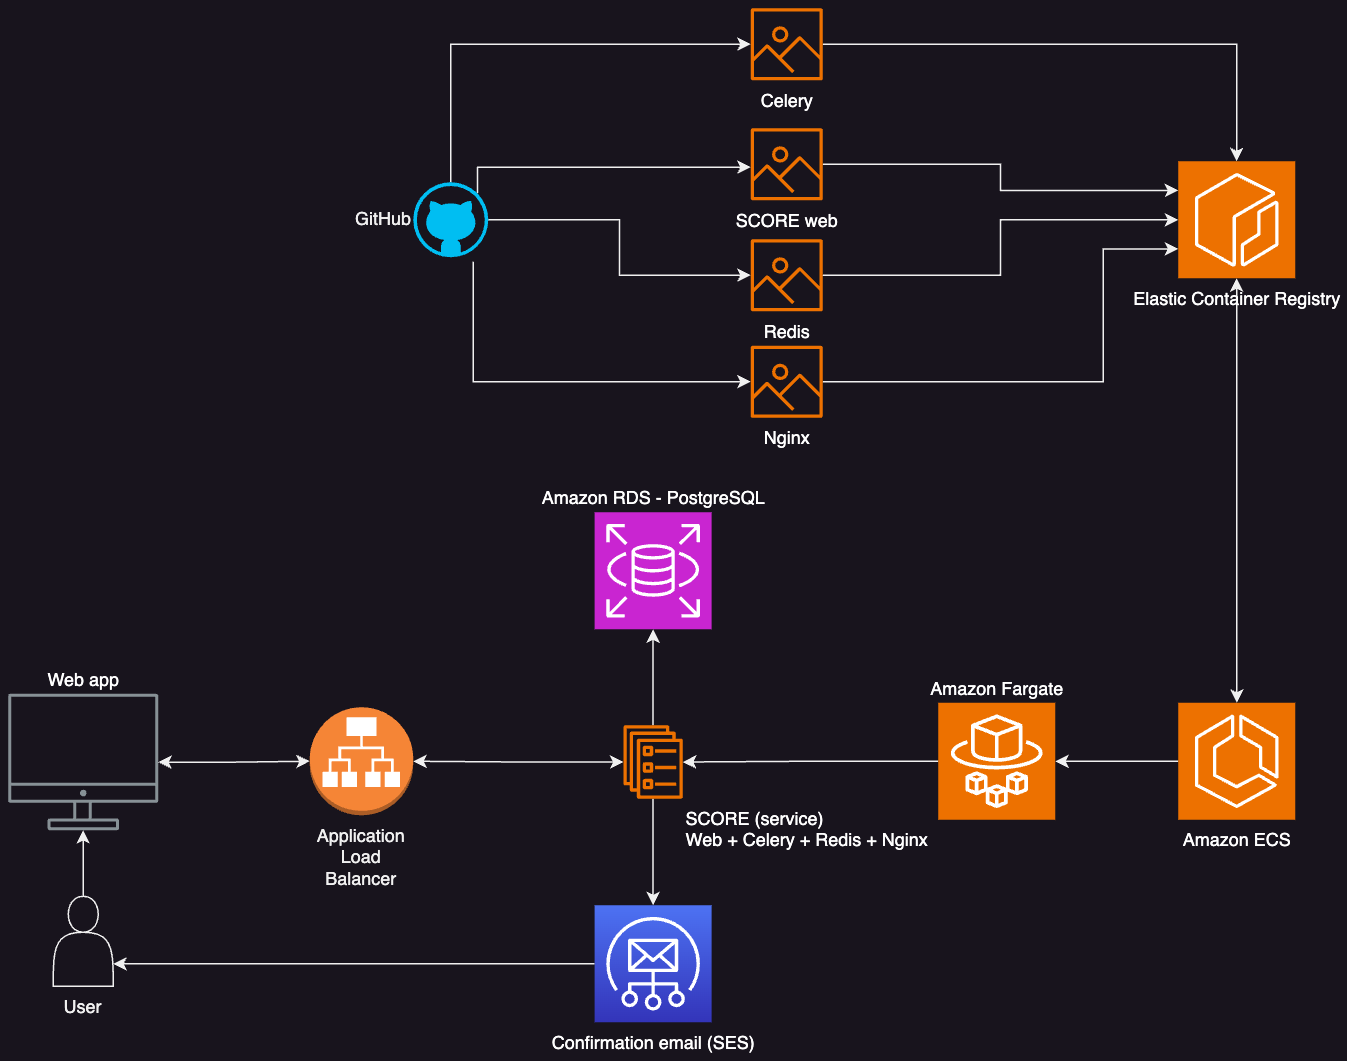 Celery
GitHub
SCORE web
Redis
Elastic Container Registry
Nginx
Amazon RDS - PostgreSQL
Web app
Amazon Fargate
SCORE (service)
Web + Celery + Redis + Nginx
Amazon ECS
Application
Load
Balancer
User
Confirmation email (SES)